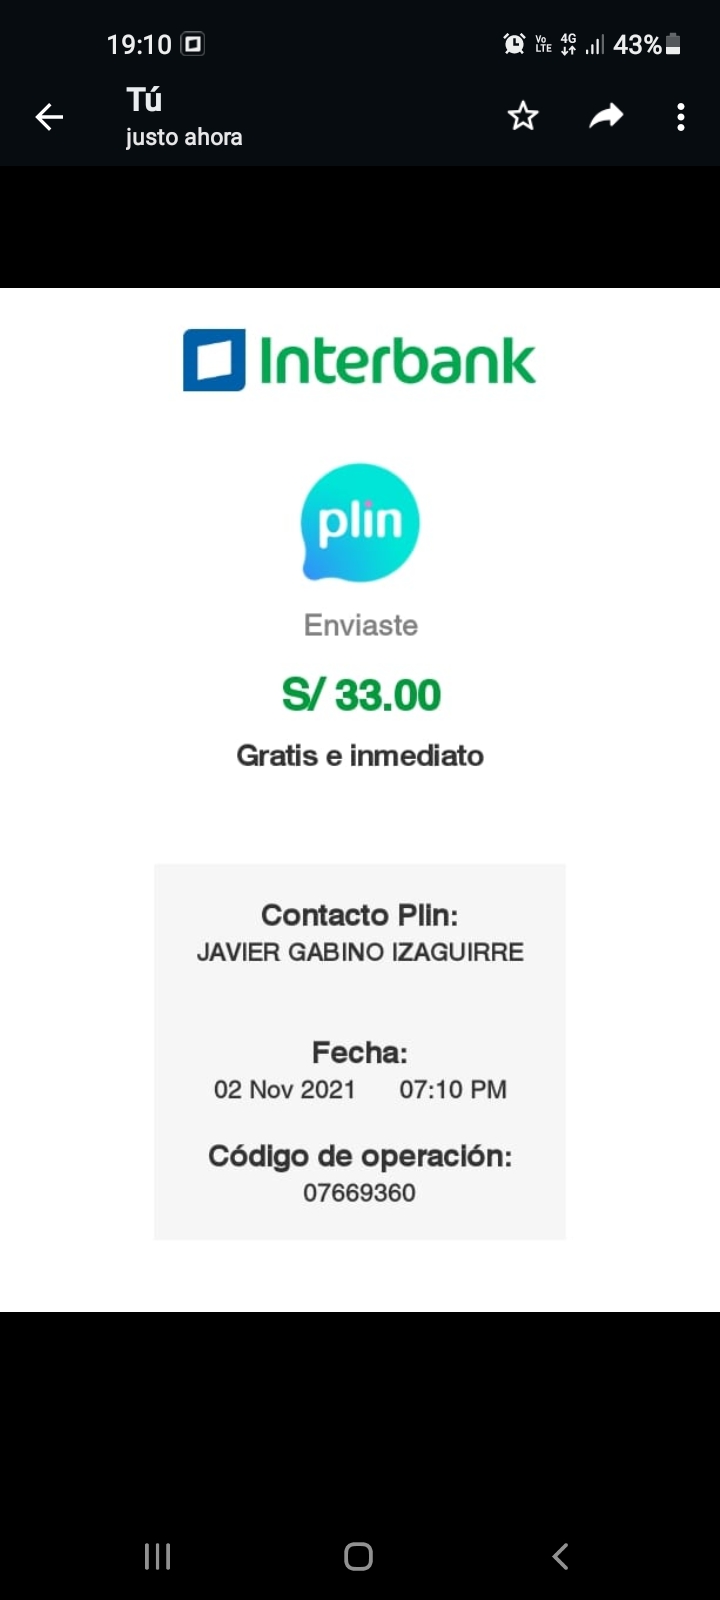 19:10
Vo LTE 4G 43%
Tú
justo ahora
Interbank
plin
Enviaste
S/ 33.00
Gratis e inmediato
Contacto Plin:
JAVIER GABINO IZAGUIRRE
Fecha:
02 Nov 2021 07:10 PM
Código de operación:
07669360